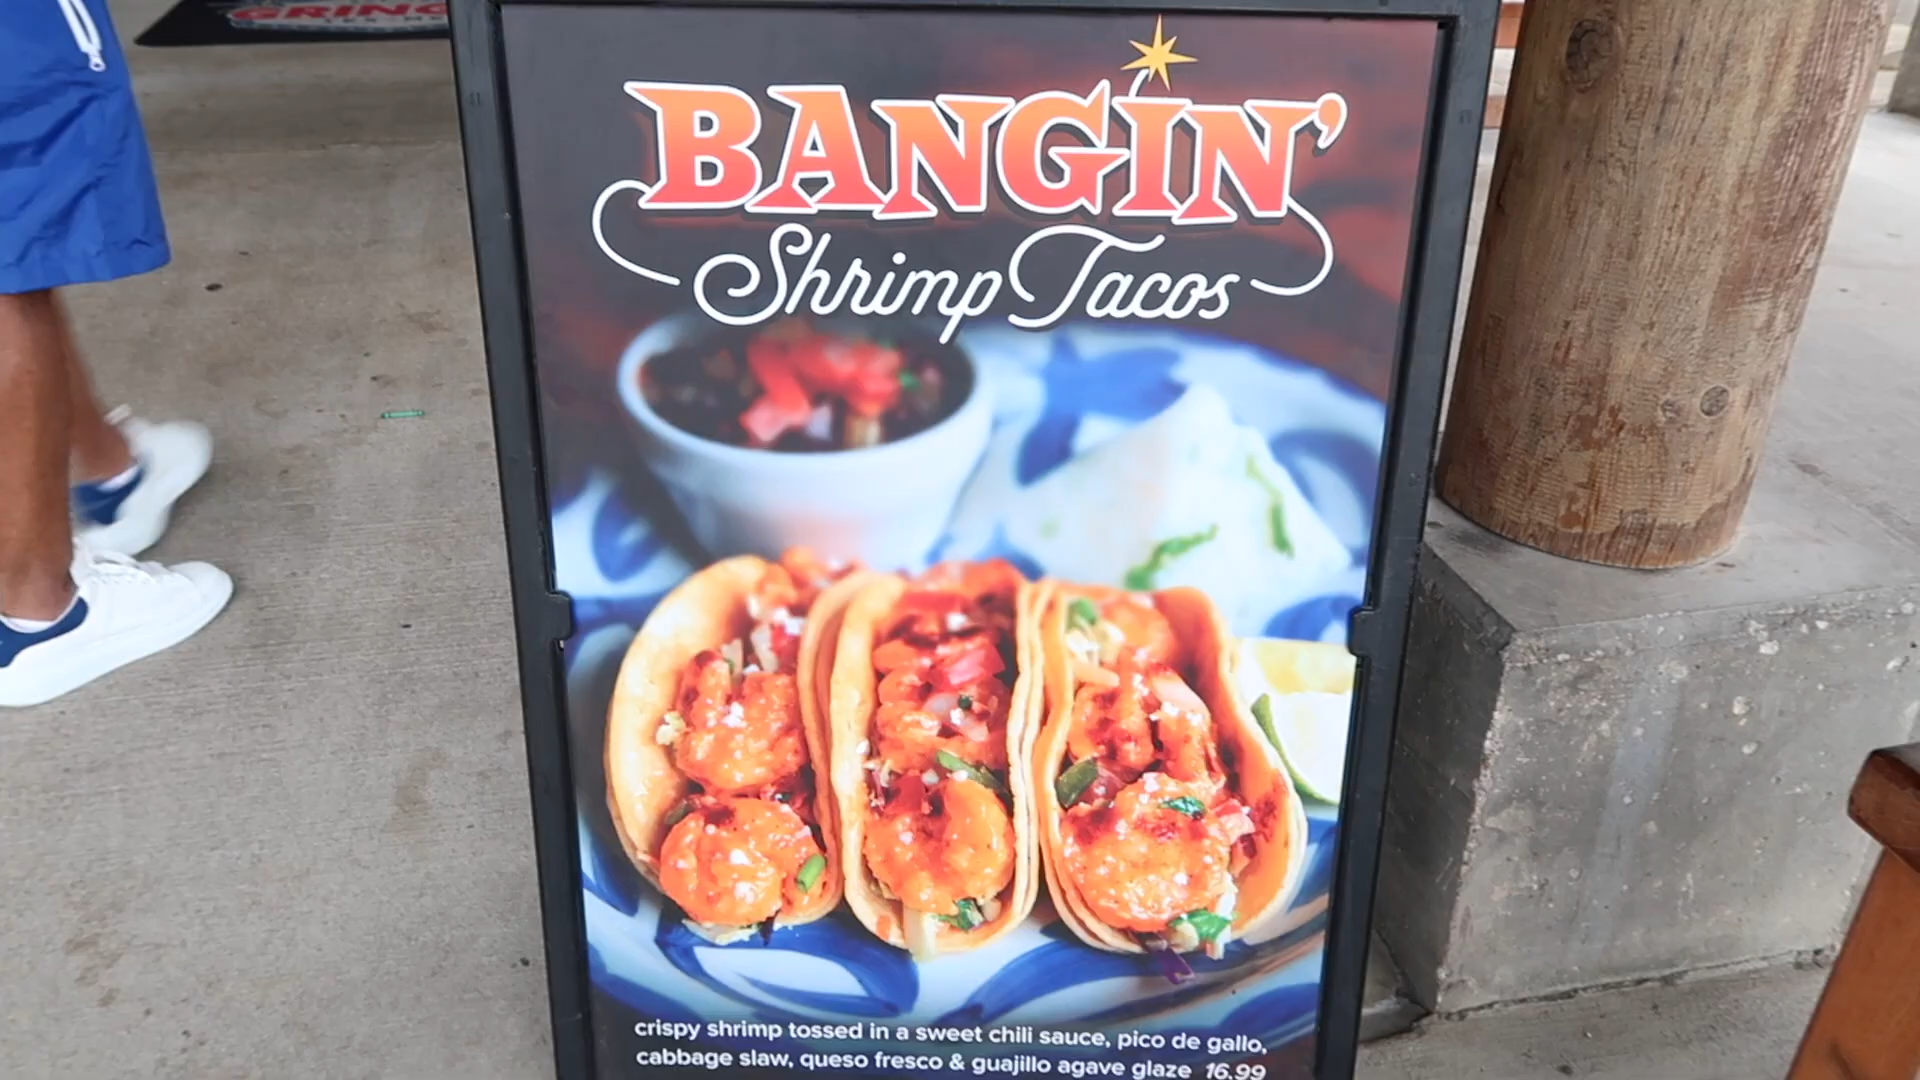 GRINGO
BANGIN'
Shrimp Tacos
crispy shrimp tossed in a sweet chili sauce, pico de gallo,
cabbage slaw, queso fresco & guajillo agave glaze 16.99